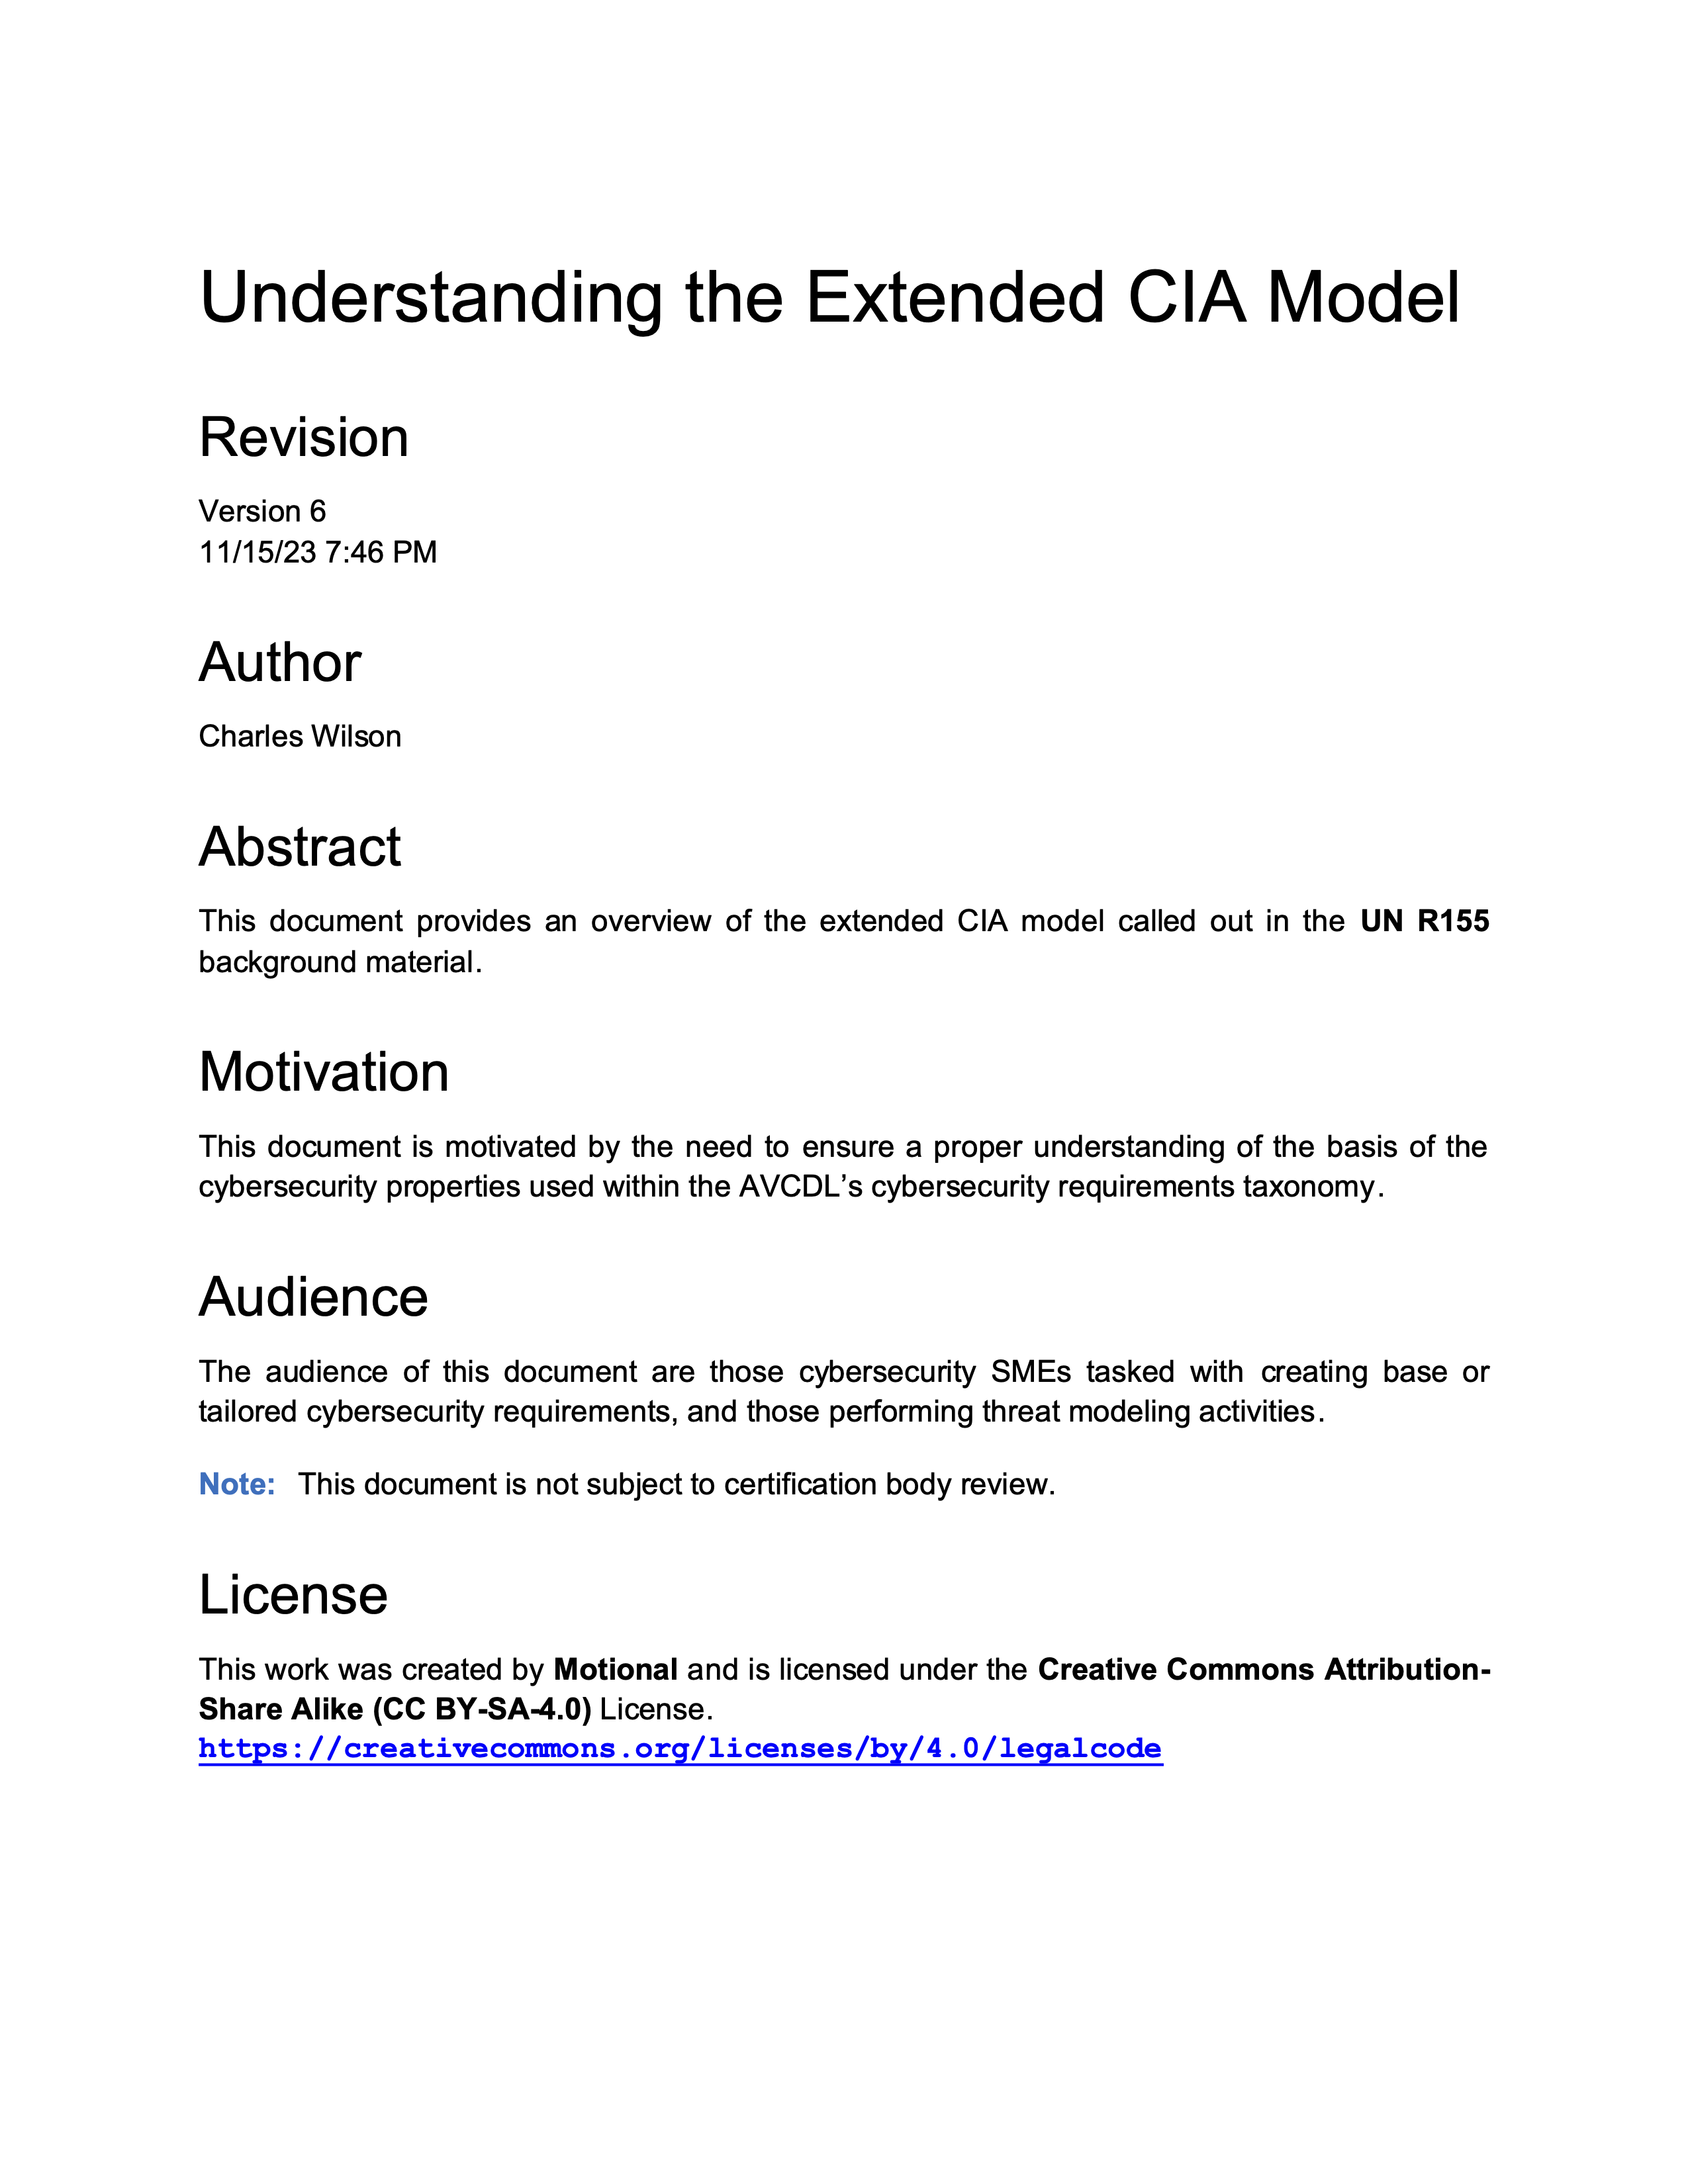 Understanding the Extended CIA Model
Revision
Version 6
11/15/23 7:46 PM
Author
Charles Wilson
Abstract
This document provides an overview of the extended CIA model called out in the UN R155
background material.
Motivation
This document is motivated by the need to ensure a proper understanding of the basis of the
cybersecurity properties used within the AVCDL’s cybersecurity requirements taxonomy.
Audience
The audience of this document are those cybersecurity SMEs tasked with creating base or
tailored cybersecurity requirements, and those performing threat modeling activities.
Note: This document is not subject to certification body review.
License
This work was created by Motional and is licensed under the Creative Commons Attribution-
Share Alike (CC BY-SA-4.0) License.
https://creativecommons.org/licenses/by/4.0/legalcode